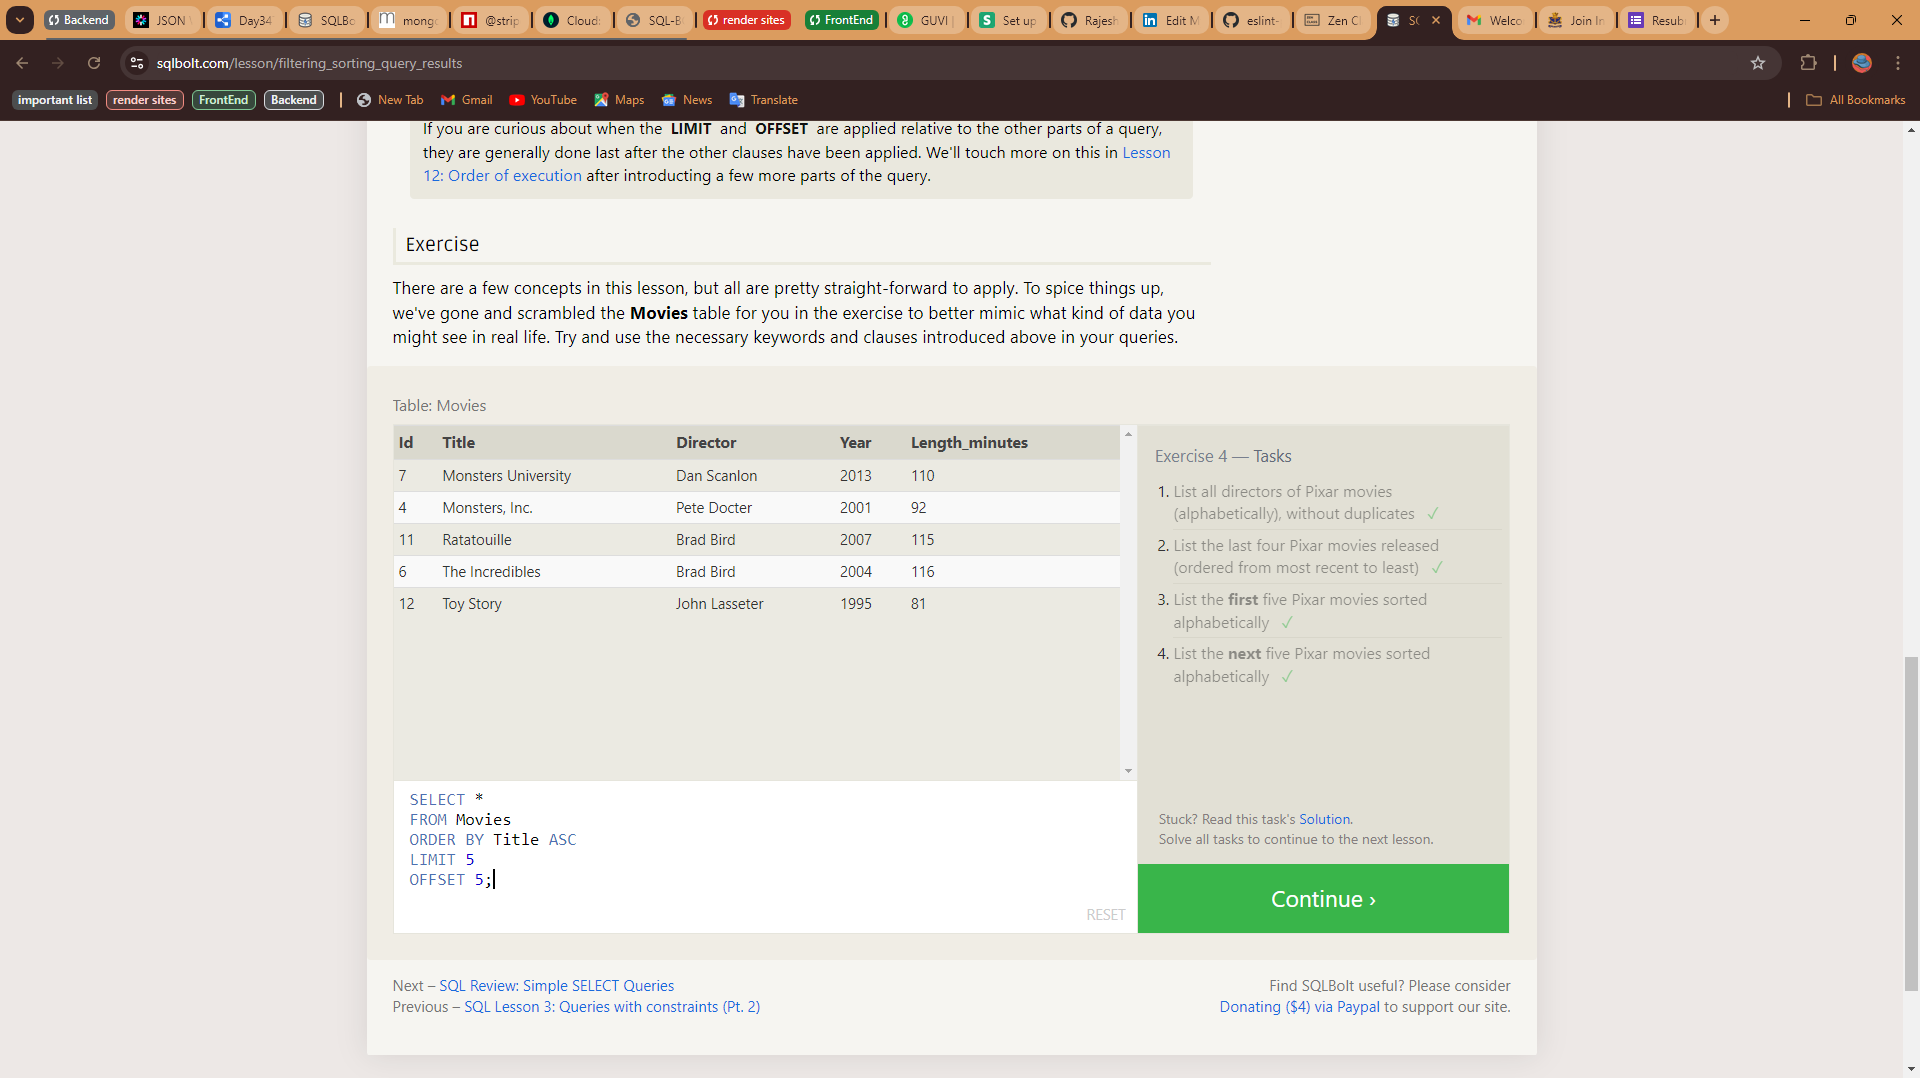 Backend
JSON
Day34
SQLBo
mong
@strip
Cloud
SQL-B
render sites
FrontEnd
GUVI
Set up
Rajesh
Edit M
eslint-
Zen Cl
Welco
Join In
Resub
sqlbolt.com/lesson/filtering_sorting_query_results
important list
render sites
FrontEnd
Backend
New Tab
Gmail
YouTube
Maps
News
Translate
All Bookmarks
If you are curious about when the LIMIT and OFFSET are applied relative to the other parts of a query,
they are generally done last after the other clauses have been applied. We'll touch more on this in Lesson
12: Order of execution after introducting a few more parts of the query.
Exercise
There are a few concepts in this lesson, but all are pretty straight-forward to apply. To spice things up,
we've gone and scrambled the Movies table for you in the exercise to better mimic what kind of data you
might see in real life. Try and use the necessary keywords and clauses introduced above in your queries.
Table: Movies
Id Title Director Year Length_minutes
7 Monsters University Dan Scanlon 2013 110
4 Monsters, Inc. Pete Docter 2001 92
11 Ratatouille Brad Bird 2007 115
6 The Incredibles Brad Bird 2004 116
12 Toy Story John Lasseter 1995 81
SELECT *
FROM Movies
ORDER BY Title ASC
LIMIT 5
OFFSET 5;
RESET
Exercise 4 — Tasks
1. List all directors of Pixar movies
(alphabetically), without duplicates ✓
2. List the last four Pixar movies released
(ordered from most recent to least) ✓
3. List the first five Pixar movies sorted
alphabetically ✓
4. List the next five Pixar movies sorted
alphabetically ✓
Stuck? Read this task's Solution.
Solve all tasks to continue to the next lesson.
Continue ›
Next – SQL Review: Simple SELECT Queries
Previous – SQL Lesson 3: Queries with constraints (Pt. 2)
Find SQLBolt useful? Please consider
Donating ($4) via Paypal to support our site.